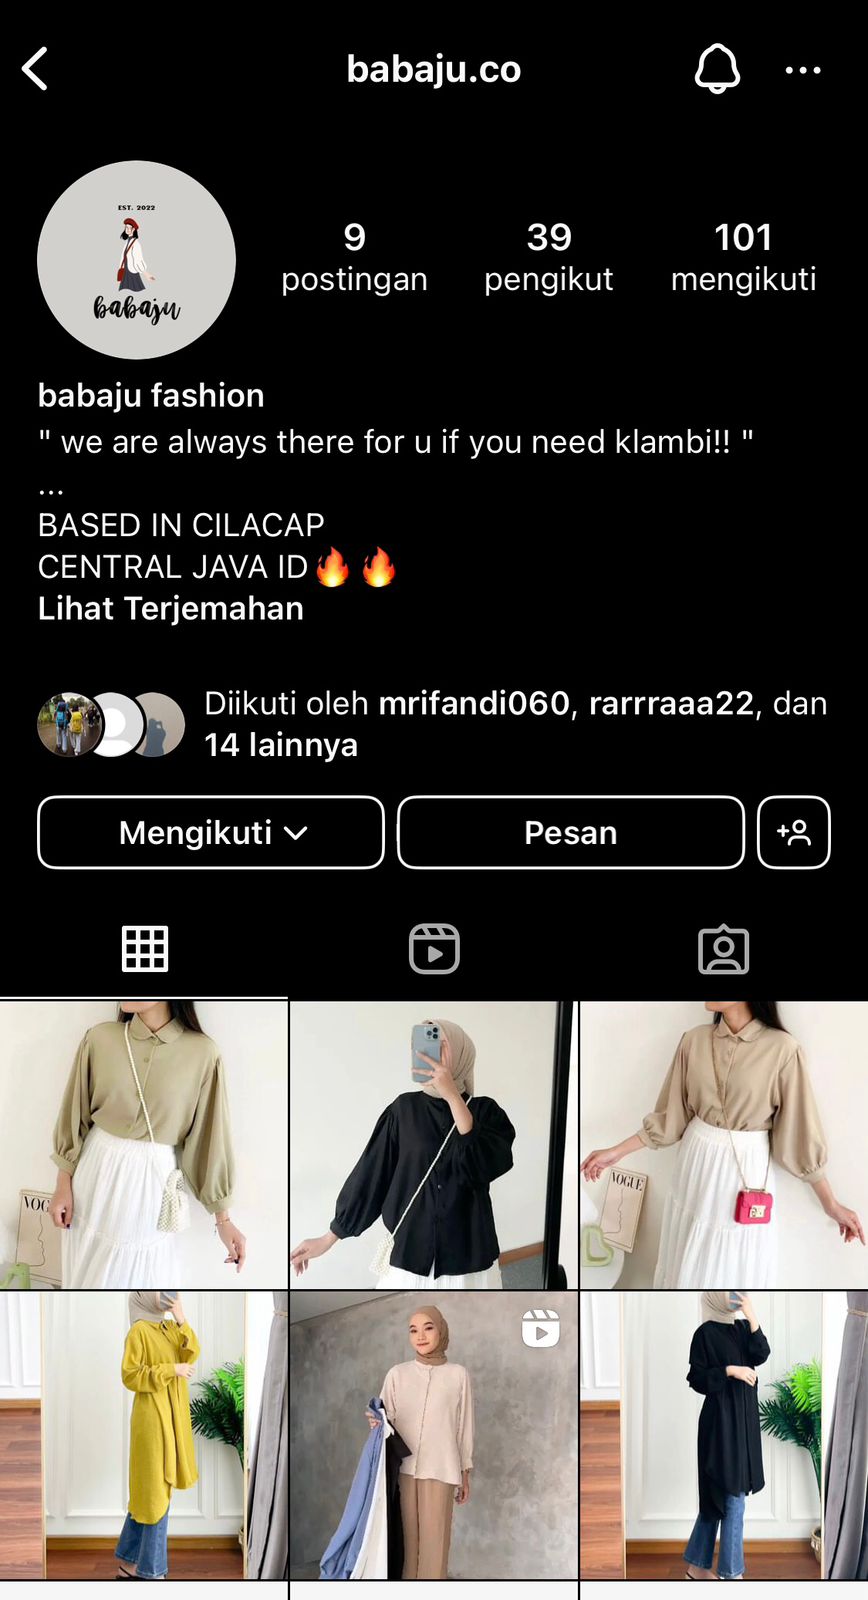 babaju.co
EST. 2022
babaju
9
postingan
39
pengikut
101
mengikuti
babaju fashion
" we are always there for u if you need klambi!! "
...
BASED IN CILACAP
CENTRAL JAVA ID🔥 🔥
Lihat Terjemahan
Diikuti oleh mrifandi060, rarrraaa22, dan
14 lainnya
Mengikuti
Pesan
VOG
VOGUE